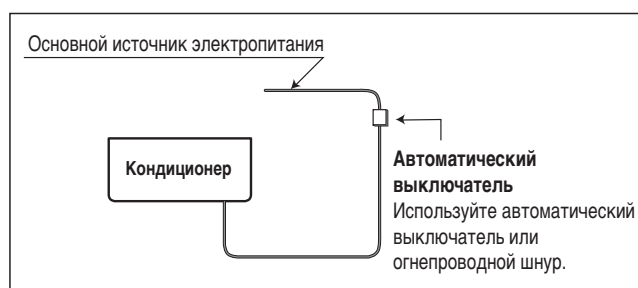 Основной источник электропитания
Кондиционер
Автоматический
выключатель
Используйте автоматический
выключатель или
огнепроводной шнур.